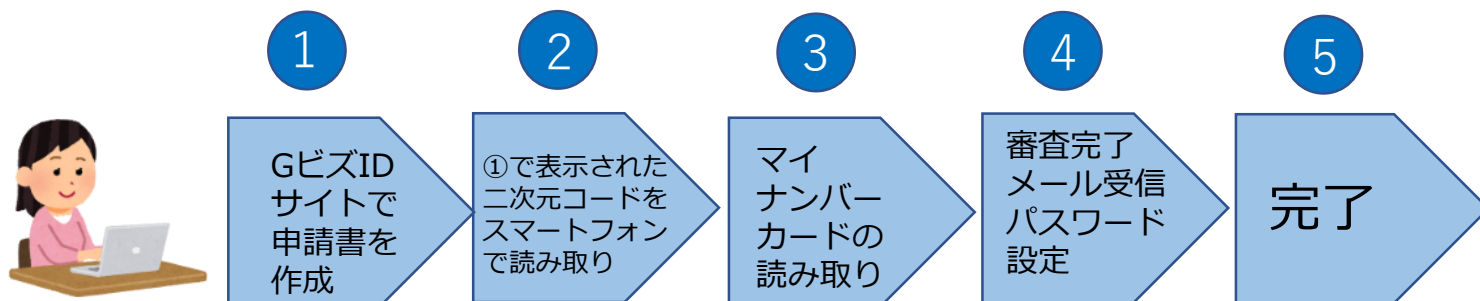 1
2
3
4
5
GビズID
サイトで
申請書を
作成
①で表示された
二次元コードを
スマートフォン
で読み取り
マイ
ナンバー
カードの
読み取り
審査完了
メール受信
パスワード
設定
完了